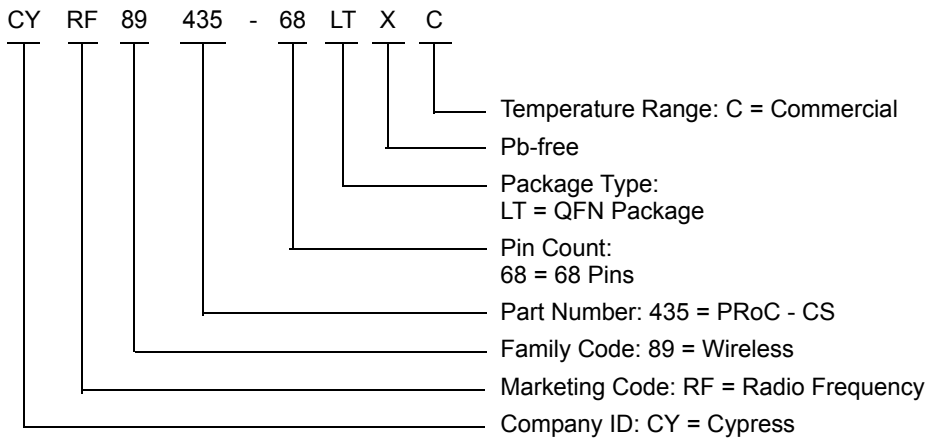 CY RF 89 435 - 68 LT X C
Temperature Range: C = Commercial
Pb-free
Package Type:
LT = QFN Package
Pin Count:
68 = 68 Pins
Part Number: 435 = PRoC - CS
Family Code: 89 = Wireless
Marketing Code: RF = Radio Frequency
Company ID: CY = Cypress